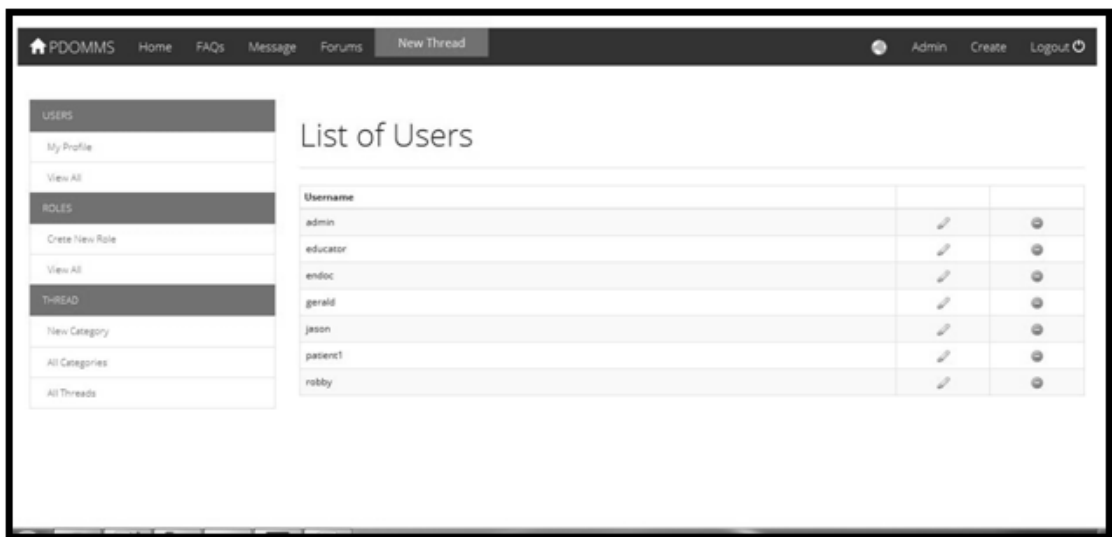 PDOMMS Home FAQs Message Forums New Thread Admin Create Logout
USERS
My Profile
View All
ROLES
Crete New Role
View All
THREAD
New Category
All Categories
All Threads
List of Users
Username
admin
educator
endoc
gerald
jason
patient1
robby